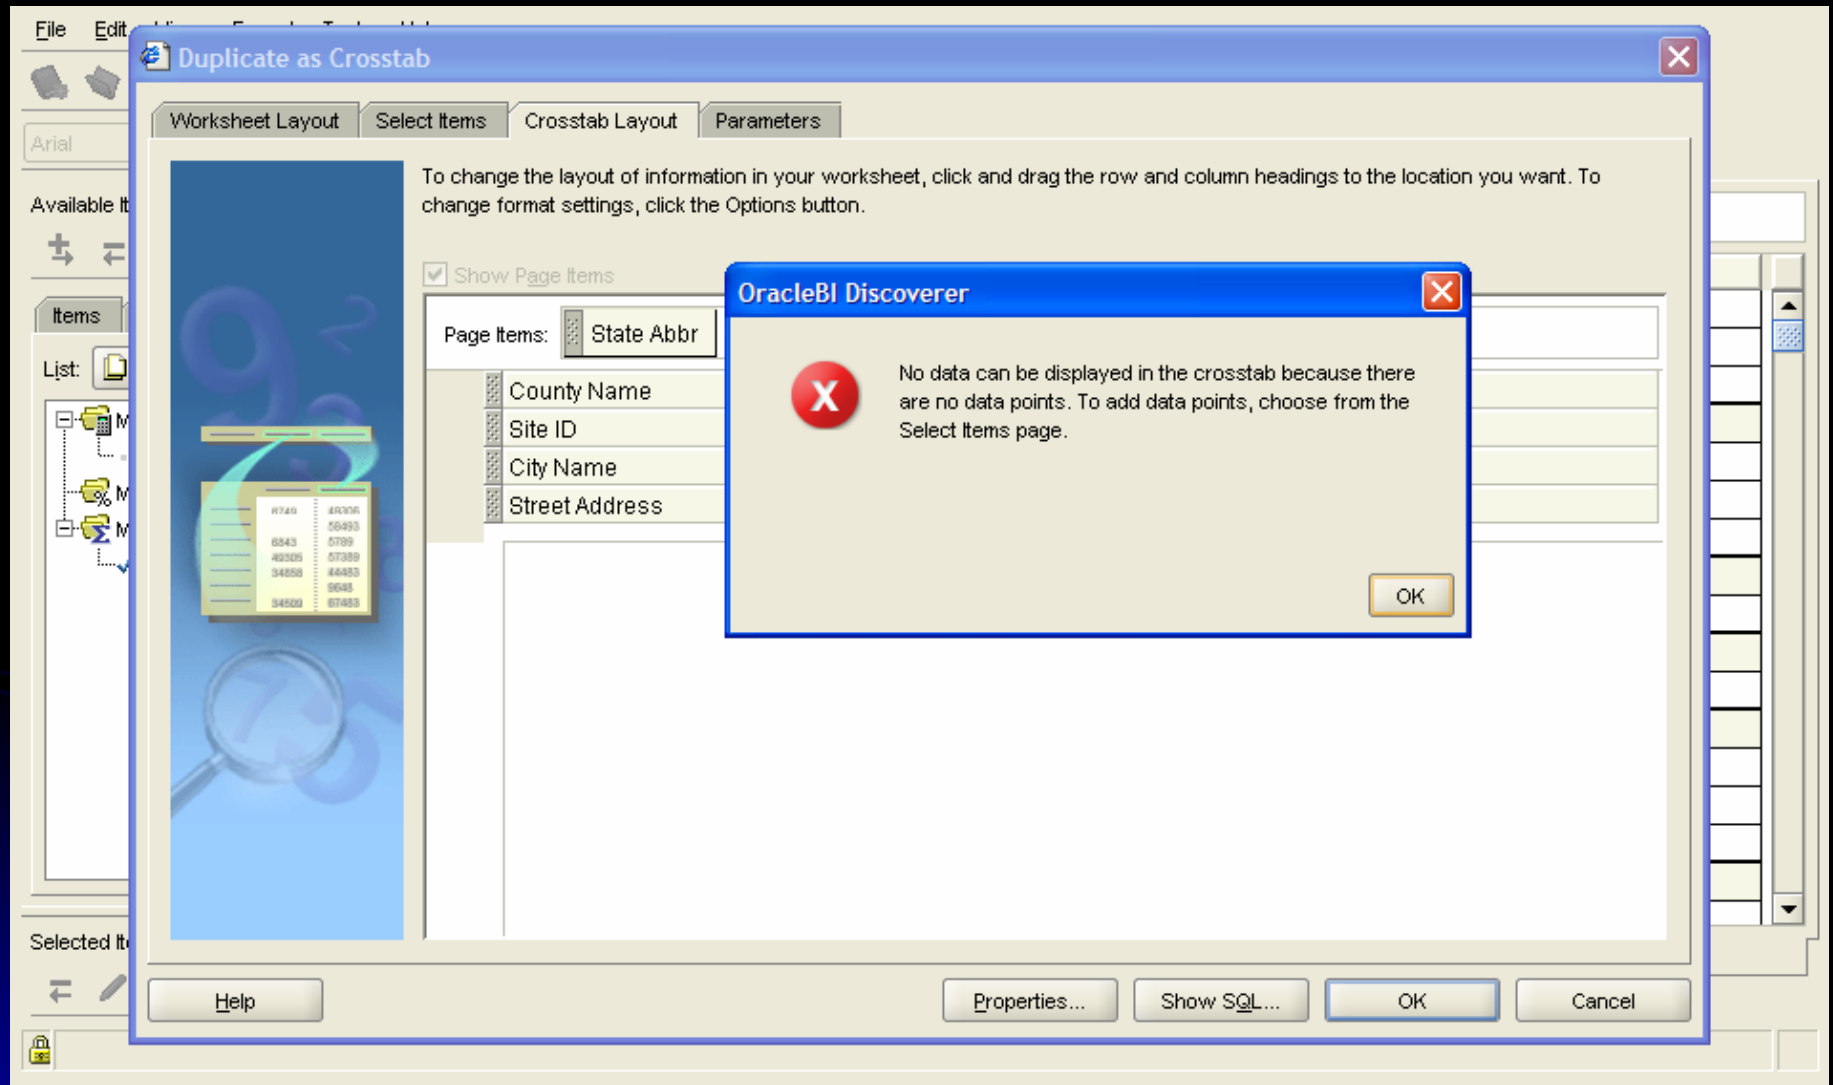 File Edit
Duplicate as Crosstab
Arial
Worksheet Layout Select Items Crosstab Layout Parameters
To change the layout of information in your worksheet, click and drag the row and column headings to the location you want. To
change format settings, click the Options button.
Available It
Show Page Items
OracleBI Discoverer
Items
Page Items: State Abbr
List:
County Name
No data can be displayed in the crosstab because there
are no data points. To add data points, choose from the
Select Items page.
Site ID
City Name
Street Address
OK
Selected It
Help Properties... Show SQL... OK Cancel